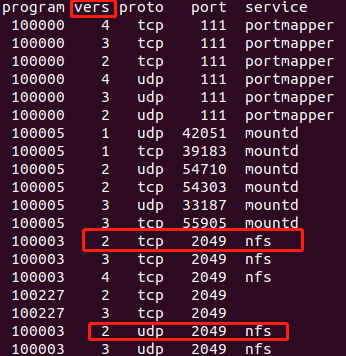 program vers proto port service
100000 4 tcp 111 portmapper
100000 3 tcp 111 portmapper
100000 2 tcp 111 portmapper
100000 4 udp 111 portmapper
100000 3 udp 111 portmapper
100000 2 udp 111 portmapper
100005 1 udp 42051 mountd
100005 1 tcp 39183 mountd
100005 2 udp 54710 mountd
100005 2 tcp 54303 mountd
100005 3 udp 33187 mountd
100005 3 tcp 55905 mountd
100003 2 tcp 2049 nfs
100003 3 tcp 2049 nfs
100003 4 tcp 2049 nfs
100227 2 tcp 2049
100227 3 tcp 2049
100003 2 udp 2049 nfs
100003 3 udp 2049 nfs